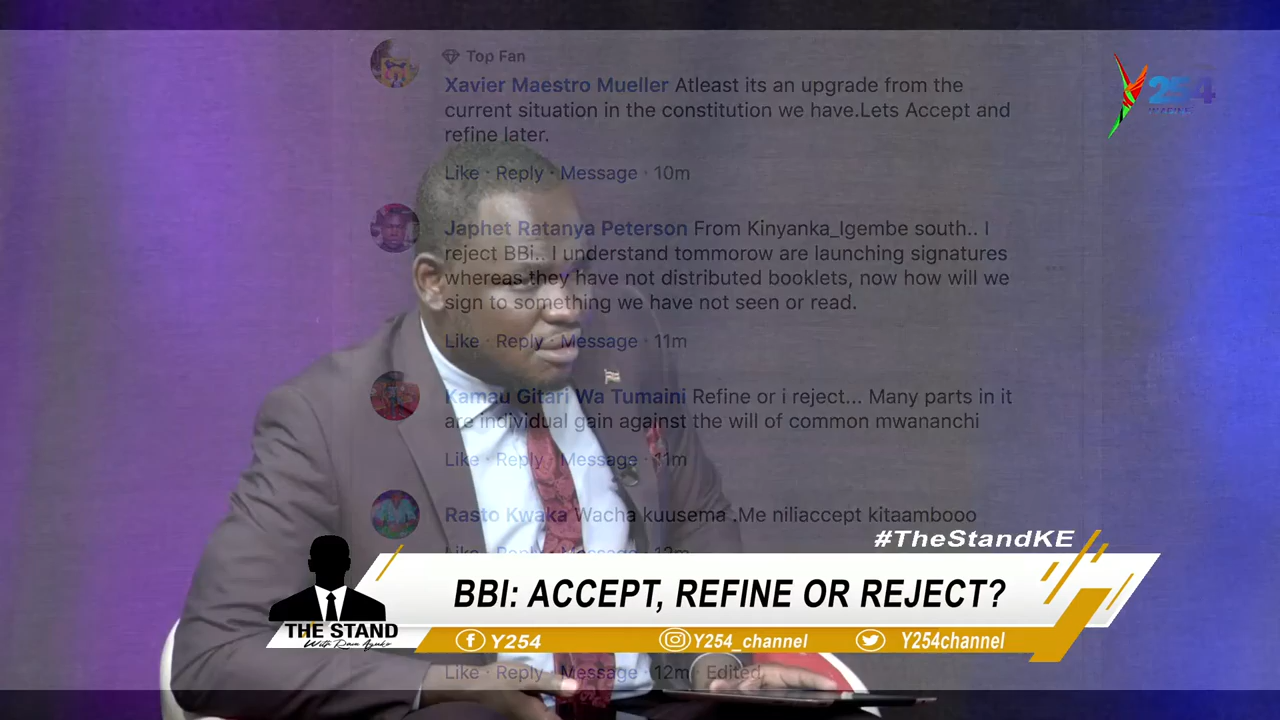 Top Fan
Xavier Maestro Mueller Atleast its an upgrade from the
current situation in the constitution we have.Lets Accept and
refine later.
Like · Reply · Message · 10m
Y254
Japhet Ratanya Peterson From Kinyanka_Igembe south.. I
reject BBi.. I understand tommorow are launching signatures
whereas they have not distributed booklets, now how will we
sign to something we have not seen or read.
Like · Reply · Message · 11m
Kamau Gitari Wa Tumaini Refine or i reject... Many parts in it
are individual gain against the will of common mwananchi
Like · Reply · Message · 11m
Rasto Kwaka Wacha kuusema .Me niliaccept kitaambooo
Like · Reply · Message · 12m
#TheStandKE
BBI: ACCEPT, REFINE OR REJECT?
THE STAND
Y254
Y254_channel
Y254channel
Like · Reply · Message · 12m · Edited